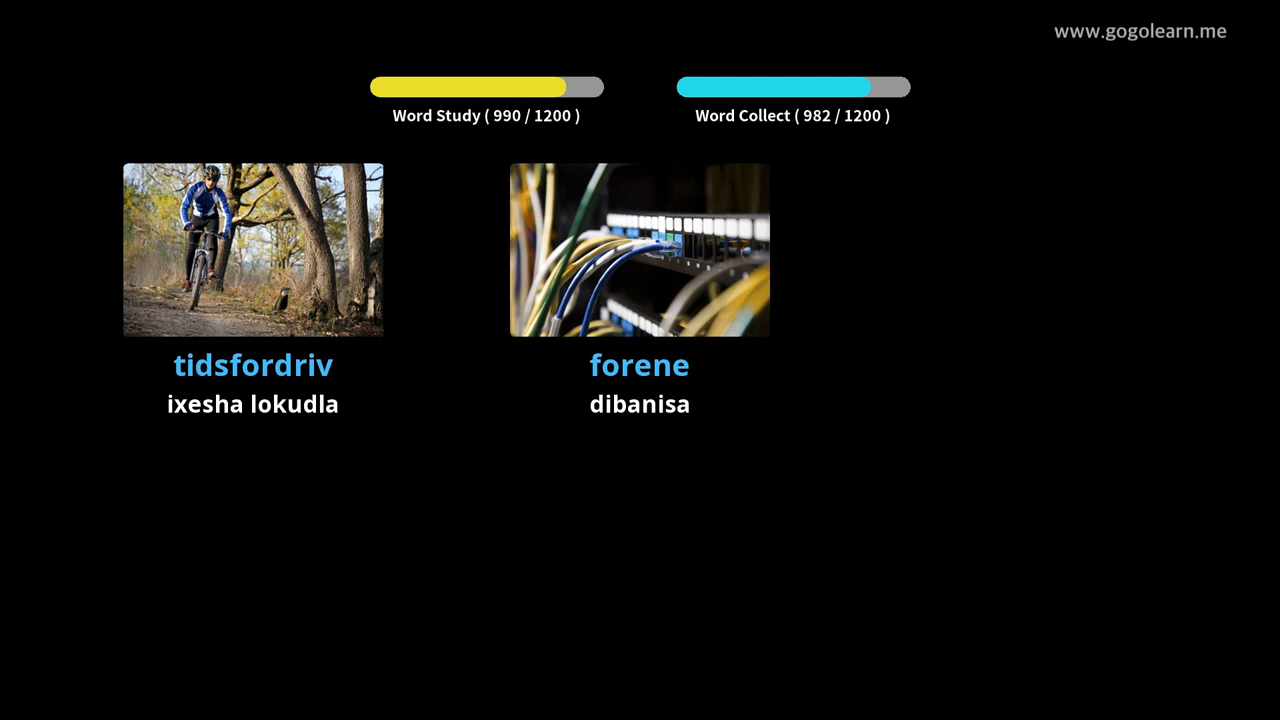 www.gogolearn.me
Word Study ( 990 / 1200 )
Word Collect ( 982 / 1200 )
tidsfordriv
forene
ixesha lokudla
dibanisa